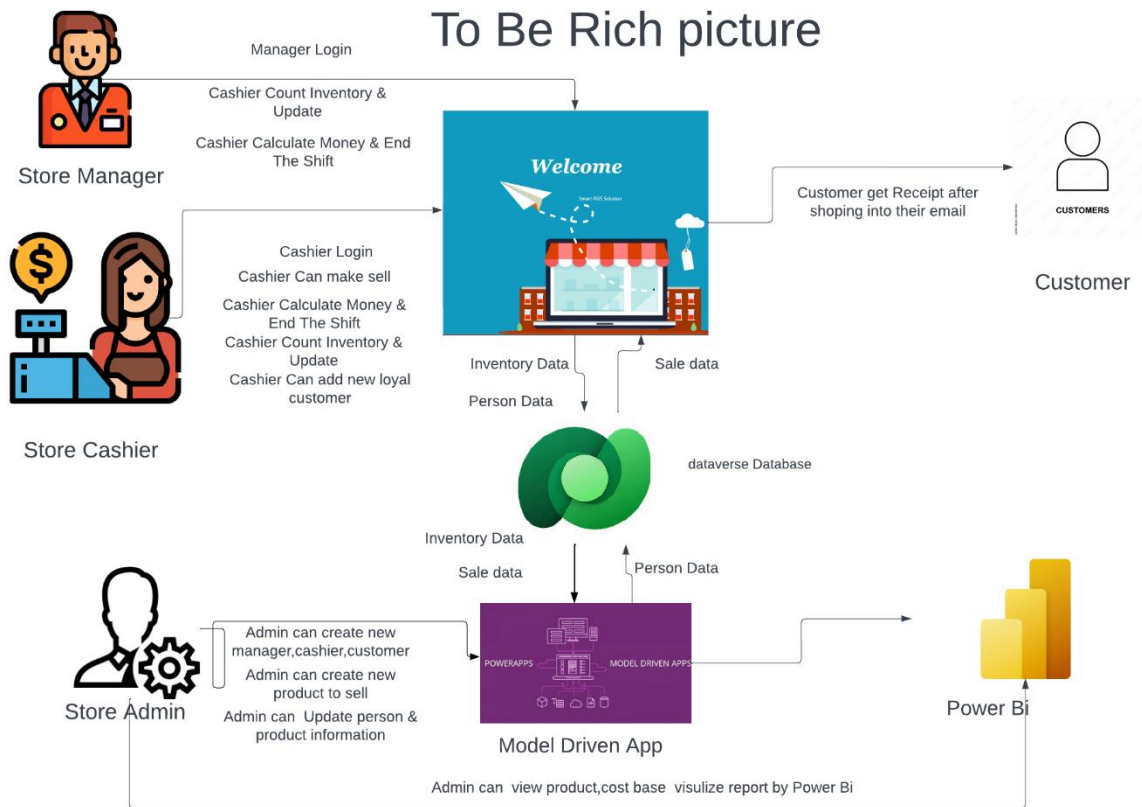 To Be Rich picture
Manager Login
Cashier Count Inventory &
Update
Cashier Calculate Money & End
The Shift
Store Manager
Welcome
Smart POS Solution
Customer get Receipt after
shoping into their email
CUSTOMERS
Customer
Cashier Login
Cashier Can make sell
Cashier Calculate Money &
End The Shift
Cashier Count Inventory &
Update
Cashier Can add new loyal
customer
Store Cashier
Inventory Data
Sale data
Person Data
dataverse Database
Inventory Data
Sale data
Person Data
Admin can create new
manager,cashier,customer
Admin can create new
product to sell
Admin can Update person &
product information
Store Admin
POWERAPPS
MODEL DRIVEN APPS
Model Driven App
Power Bi
Admin can view product,cost base visulize report by Power Bi